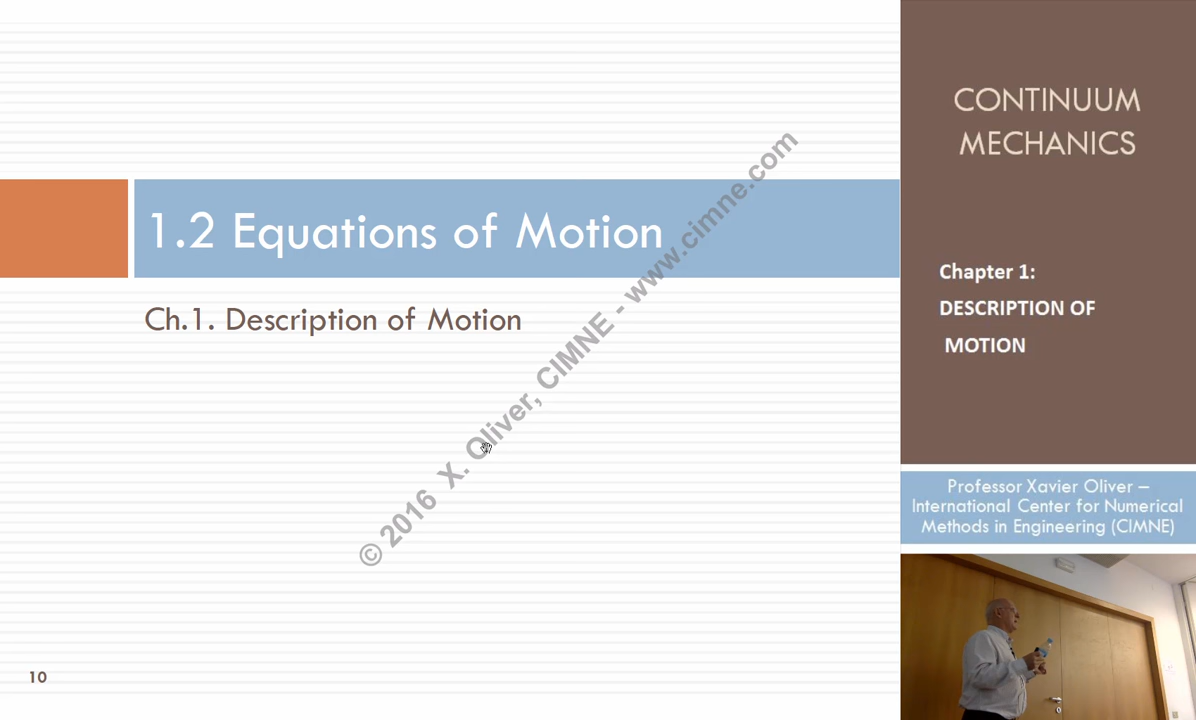 1.2 Equations of Motion
Ch.1. Description of Motion
© 2016 X. Oliver, CIMNE - www.cimne.com
10
CONTINUUM
MECHANICS
Chapter 1:
DESCRIPTION OF
MOTION
Professor Xavier Oliver –
International Center for Numerical
Methods in Engineering (CIMNE)